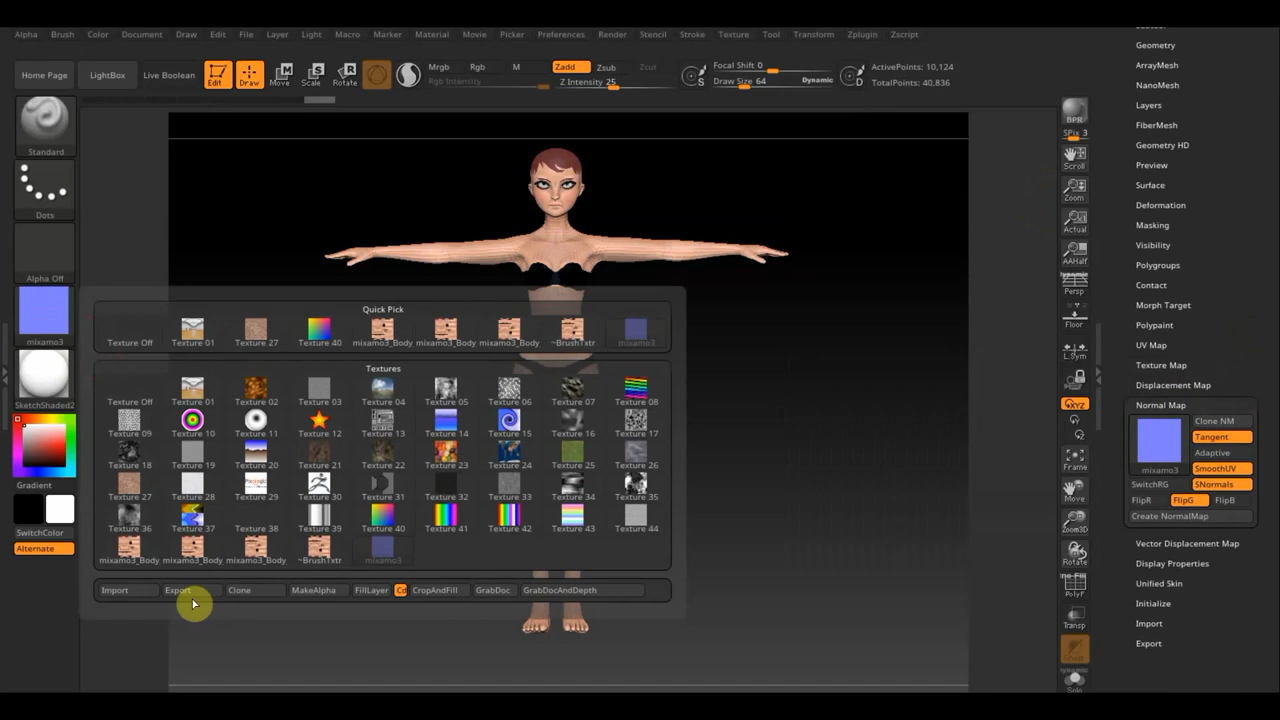 Alpha Brush Color Document Draw Edit File Layer Light Macro Marker Material Movie Picker Preferences Render Stencil Stroke Texture Tool Transform Zplugin Zscript
Home Page LightBox Live Boolean Edit Draw Move Scale Rotate
Mrgb Rgb M Zadd Zsub Zcut
Rgb Intensity Z Intensity 25
Focal Shift 0
Draw Size 64 Dynamic
ActivePoints: 10,124
TotalPoints: 40,836
Standard
Dots
Alpha Off
mixamo3
SketchShaded2
Gradient
SwitchColor
Alternate
Quick Pick
Texture Off Texture 01 Texture 27 Texture 40 mixamo3_Body mixamo3_Body mixamo3_Body ~BrushTxtr mixamo3
Textures
Texture Off Texture 01 Texture 02 Texture 03 Texture 04 Texture 05 Texture 06 Texture 07 Texture 08
Texture 09 Texture 10 Texture 11 Texture 12 Texture 13 Texture 14 Texture 15 Texture 16 Texture 17
Texture 18 Texture 19 Texture 20 Texture 21 Texture 22 Texture 23 Texture 24 Texture 25 Texture 26
Texture 27 Texture 28 Texture 29 Texture 30 Texture 31 Texture 32 Texture 33 Texture 34 Texture 35
Texture 36 Texture 37 Texture 38 Texture 39 Texture 40 Texture 41 Texture 42 Texture 43 Texture 44
mixamo3_Body mixamo3_Body mixamo3_Body ~BrushTxtr mixamo3
Import Export Clone MakeAlpha FillLayer Cd CropAndFill GrabDoc GrabDocAndDepth
BPR
SPix 3
Scroll
Zoom
Actual
AAHalf
Persp
Floor
L.Sym
XYZ
Frame
Move
Zoom3D
Rotate
PolyF
Transp
Solo
Geometry
ArrayMesh
NanoMesh
Layers
FiberMesh
Geometry HD
Preview
Surface
Deformation
Masking
Visibility
Polygroups
Contact
Morph Target
Polypaint
UV Map
Texture Map
Displacement Map
Normal Map
Clone NM
Tangent
Adaptive
mixamo3 SmoothUV
SwitchRG SNormals
FlipR FlipG FlipB
Create NormalMap
Vector Displacement Map
Display Properties
Unified Skin
Initialize
Import
Export